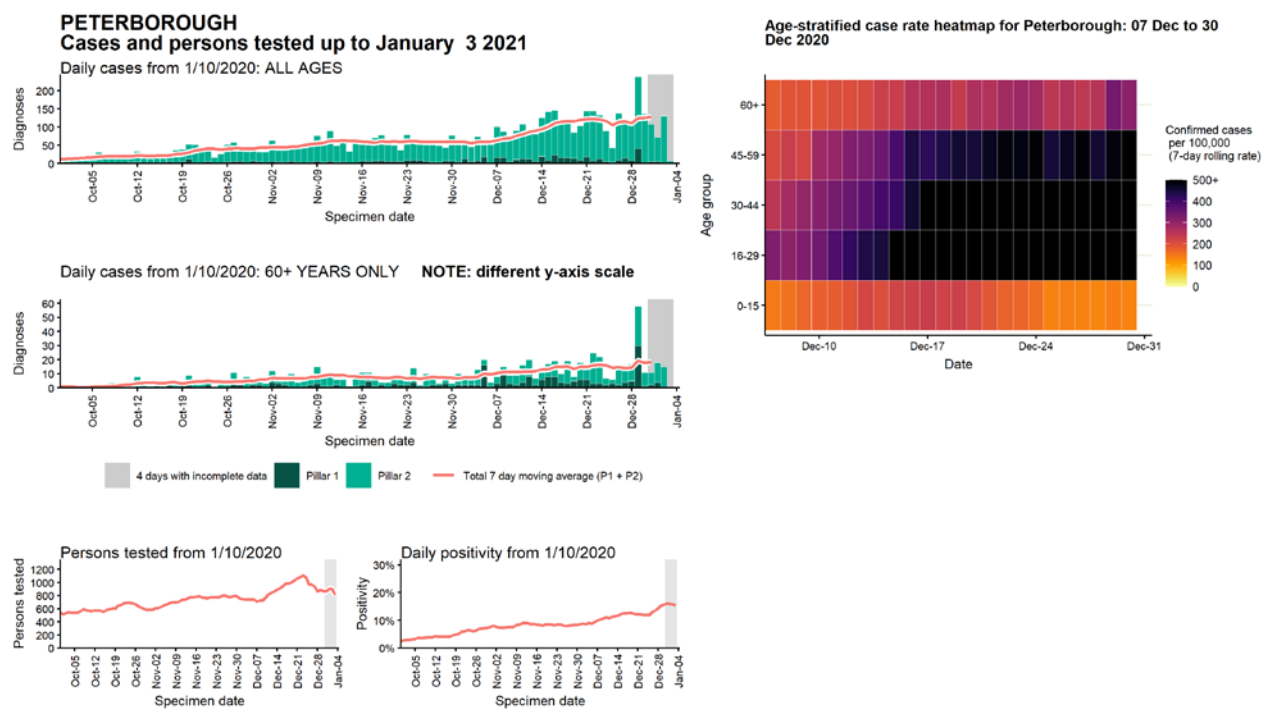 PETERBOROUGH
Cases and persons tested up to January 3 2021
Daily cases from 1/10/2020: ALL AGES
Diagnoses
200
150
100
50
0
Oct-05
Oct-12
Oct-19
Oct-26
Nov-02
Nov-09
Nov-16
Nov-23
Nov-30
Dec-07
Dec-14
Dec-21
Dec-28
Jan-04
Specimen date
Daily cases from 1/10/2020: 60+ YEARS ONLY NOTE: different y-axis scale
Diagnoses
60
50
40
30
20
10
0
Oct-05
Oct-12
Oct-19
Oct-26
Nov-02
Nov-09
Nov-16
Nov-23
Nov-30
Dec-07
Dec-14
Dec-21
Dec-28
Jan-04
Specimen date
4 days with incomplete data Pillar 1 Pillar 2 Total 7 day moving average (P1 + P2)
Persons tested from 1/10/2020
Persons tested
1200
1000
800
600
400
200
0
Oct-05
Oct-12
Oct-19
Oct-26
Nov-02
Nov-09
Nov-16
Nov-23
Nov-30
Dec-07
Dec-14
Dec-21
Dec-28
Jan-04
Specimen date
Daily positivity from 1/10/2020
Positivity
30%
20%
10%
0%
Oct-05
Oct-12
Oct-19
Oct-26
Nov-02
Nov-09
Nov-16
Nov-23
Nov-30
Dec-07
Dec-14
Dec-21
Dec-28
Jan-04
Specimen date
Age-stratified case rate heatmap for Peterborough: 07 Dec to 30
Dec 2020
Age group
60+
45-59
30-44
16-29
0-15
Dec-10
Dec-17
Dec-24
Dec-31
Date
Confirmed cases
per 100,000
(7-day rolling rate)
500+
400
300
200
100
0